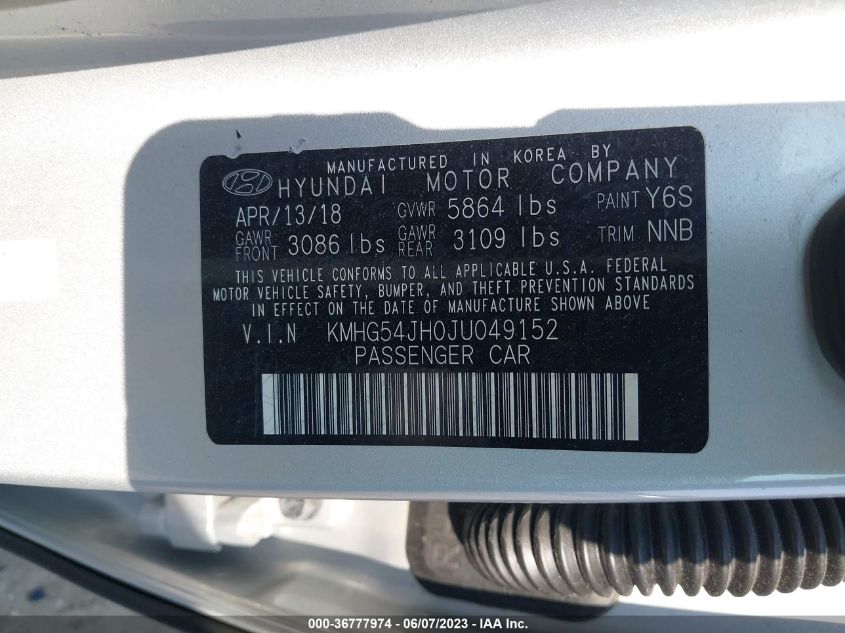 MANUFACTURED IN KOREA BY
HYUNDAI MOTOR COMPANY
APR/13/18 GVWR 5864 lbs PAINT Y6S
GAWR FRONT 3086 lbs GAWR REAR 3109 lbs TRIM NNB
THIS VEHICLE CONFORMS TO ALL APPLICABLE U.S.A. FEDERAL
MOTOR VEHICLE SAFETY, BUMPER, AND THEFT PREVENTION STANDARDS
IN EFFECT ON THE DATE OF MANUFACTURE SHOWN ABOVE
V.I.N KMHG54JH0JU049152
PASSENGER CAR
000-36777974 | 06/07/2023 - COPYRIGHT IAA, LLC.